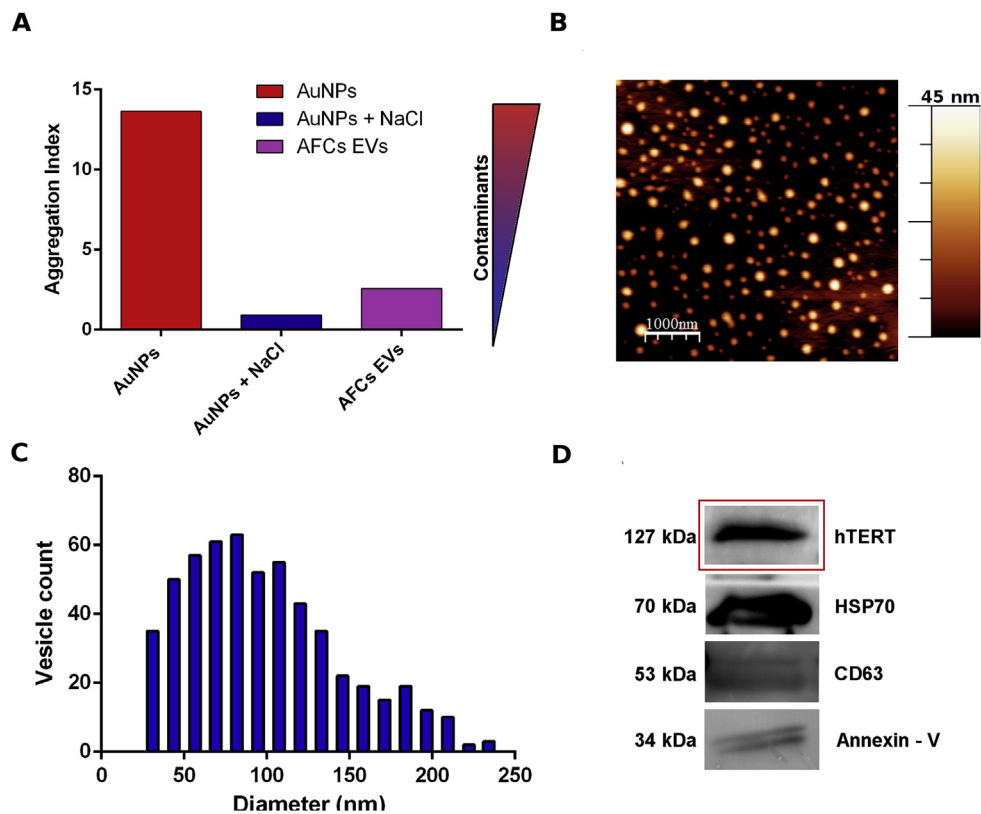 A
15
10
5
0
Aggregation Index
AuNPs
AuNPs + NaCl
AFCs EVs
AuNPs
AuNPs + NaCl
AFCs EVs
Contaminants
B
45 nm
1000nm
C
80
60
40
20
0
Vesicle count
0 50 100 150 200 250
Diameter (nm)
D
127 kDa hTERT
70 kDa HSP70
53 kDa CD63
34 kDa Annexin - V